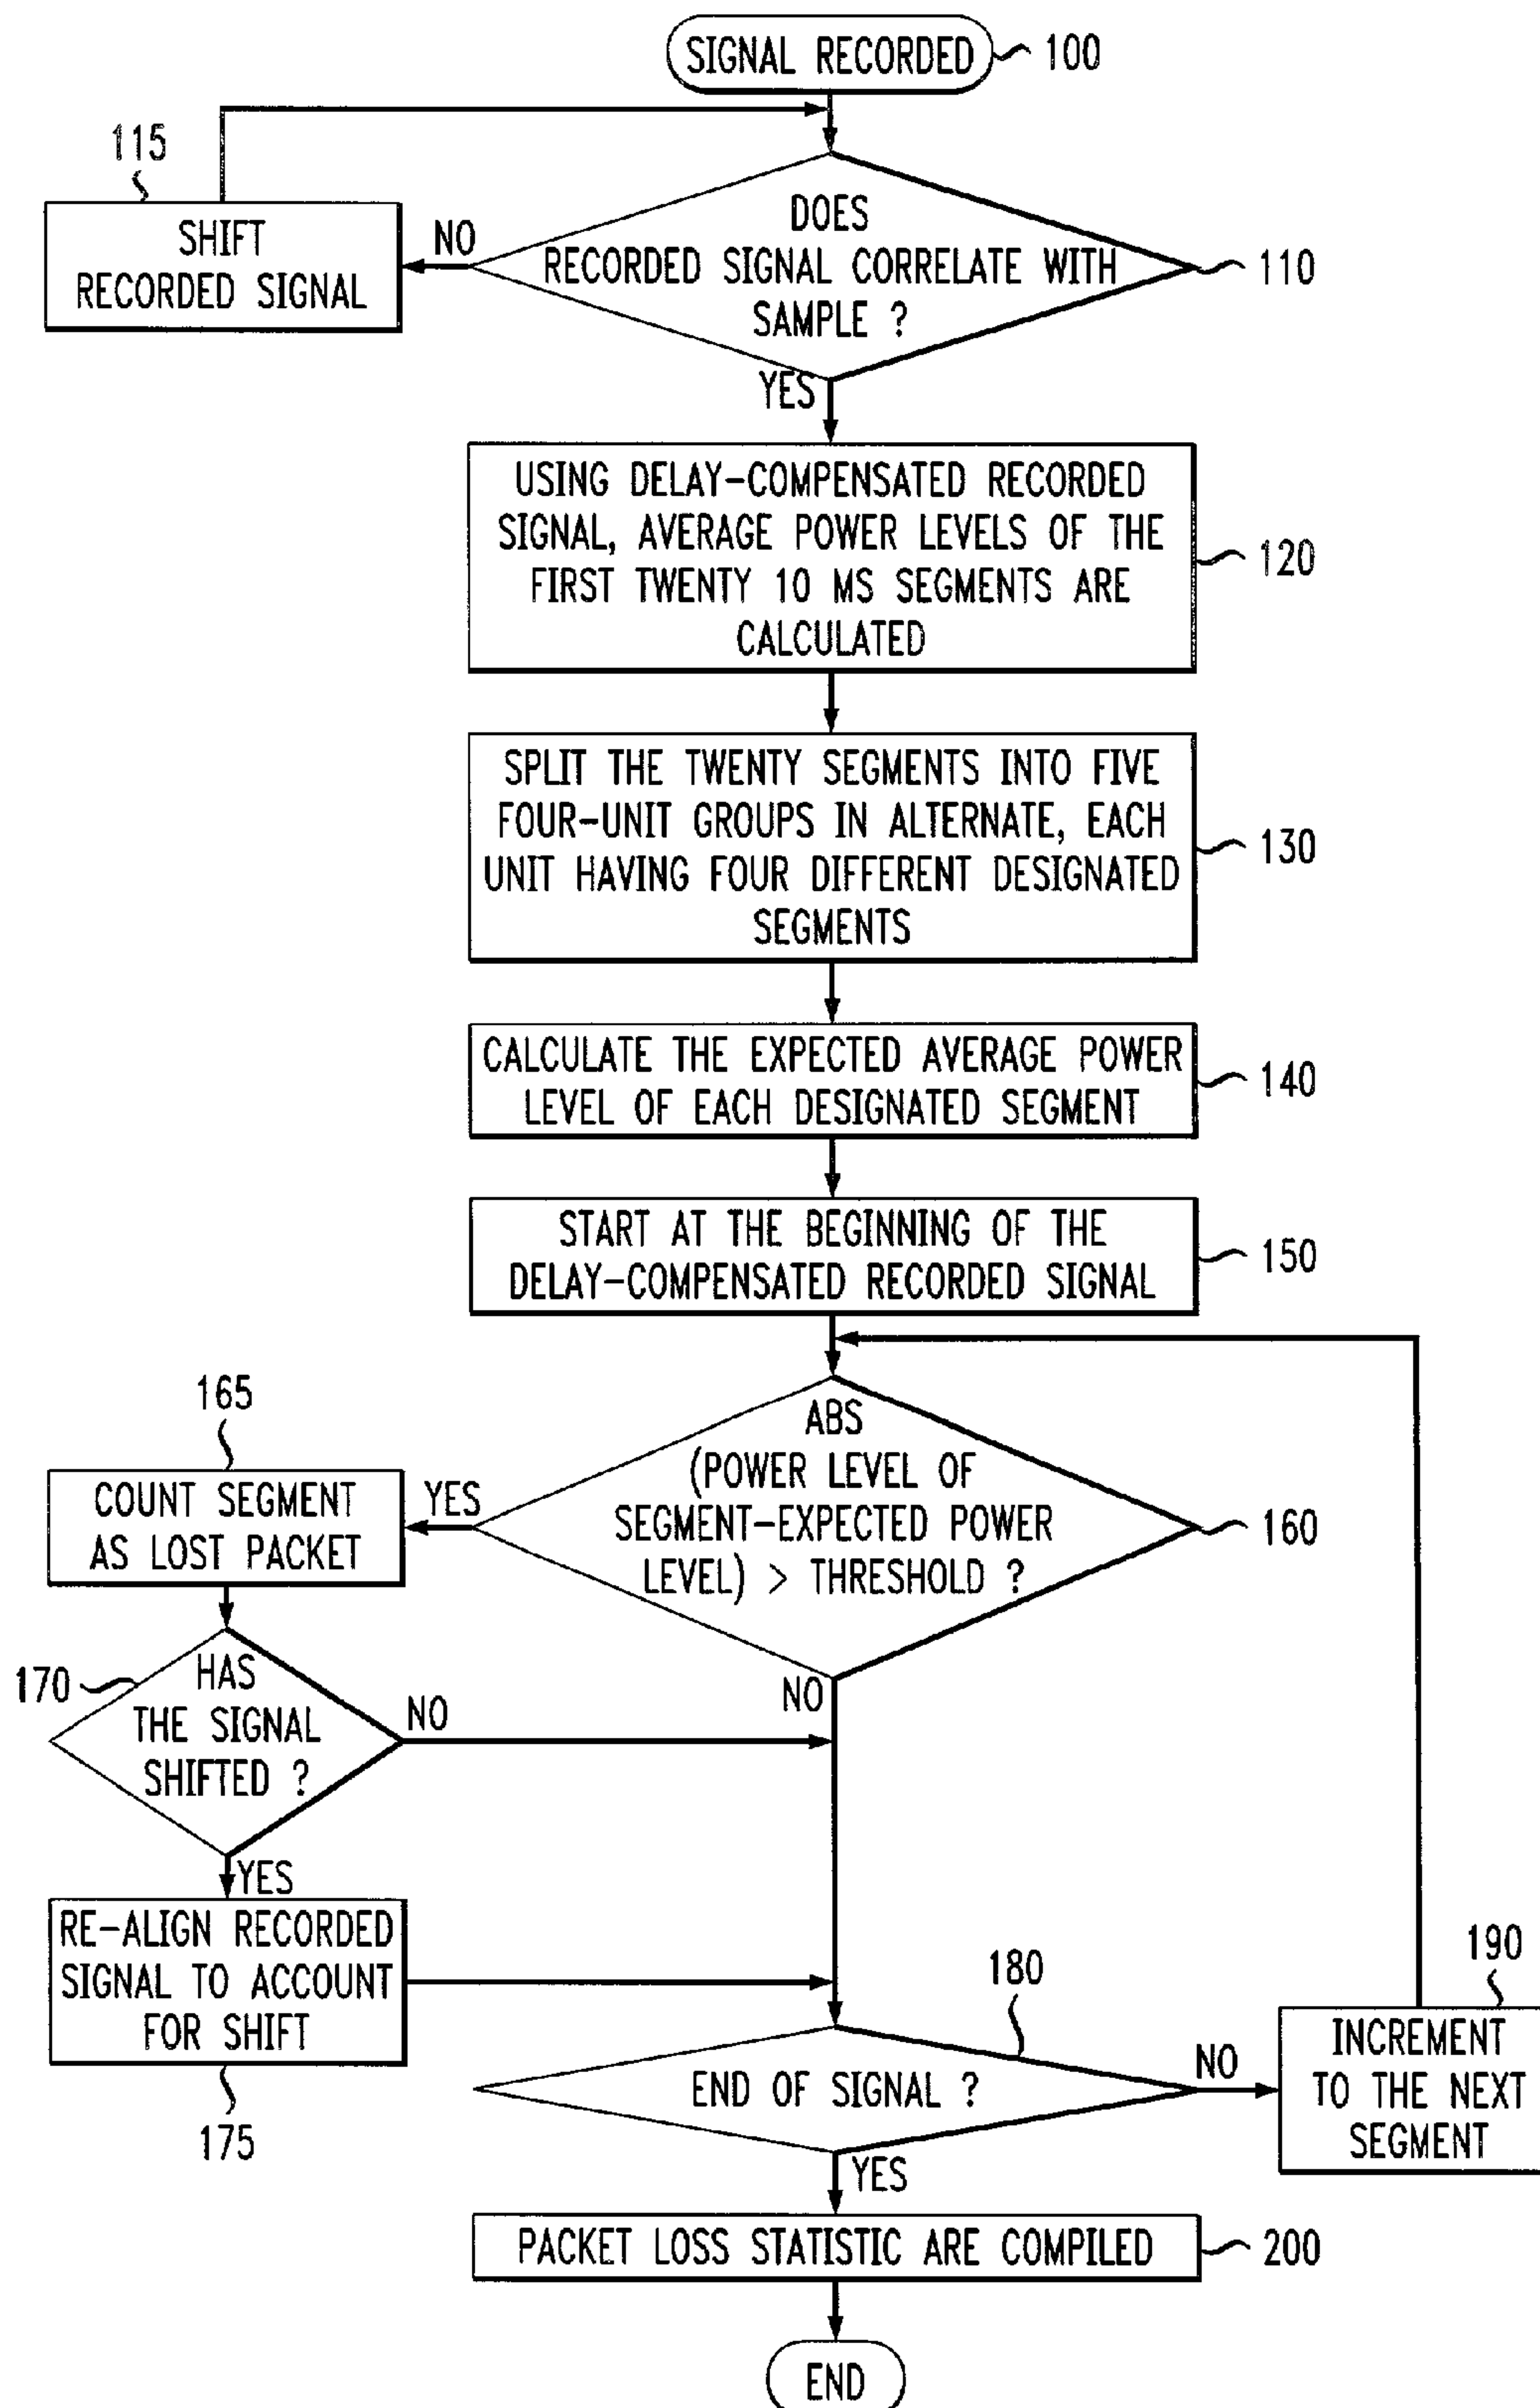 SIGNAL RECORDED
100
115
SHIFT
RECORDED SIGNAL
NO
DOES
RECORDED SIGNAL CORRELATE WITH
SAMPLE ?
110
YES
USING DELAY-COMPENSATED RECORDED
SIGNAL, AVERAGE POWER LEVELS OF THE
FIRST TWENTY 10 MS SEGMENTS ARE
CALCULATED
120
SPLIT THE TWENTY SEGMENTS INTO FIVE
FOUR-UNIT GROUPS IN ALTERNATE, EACH
UNIT HAVING FOUR DIFFERENT DESIGNATED
SEGMENTS
130
CALCULATE THE EXPECTED AVERAGE POWER
LEVEL OF EACH DESIGNATED SEGMENT
140
START AT THE BEGINNING OF THE
DELAY-COMPENSATED RECORDED SIGNAL
150
ABS
(POWER LEVEL OF
SEGMENT-EXPECTED POWER
LEVEL) > THRESHOLD ?
160
YES
165
COUNT SEGMENT
AS LOST PACKET
NO
170
HAS
THE SIGNAL
SHIFTED ?
NO
YES
RE-ALIGN RECORDED
SIGNAL TO ACCOUNT
FOR SHIFT
175
180
END OF SIGNAL ?
NO
190
INCREMENT
TO THE NEXT
SEGMENT
YES
PACKET LOSS STATISTIC ARE COMPILED
200
END